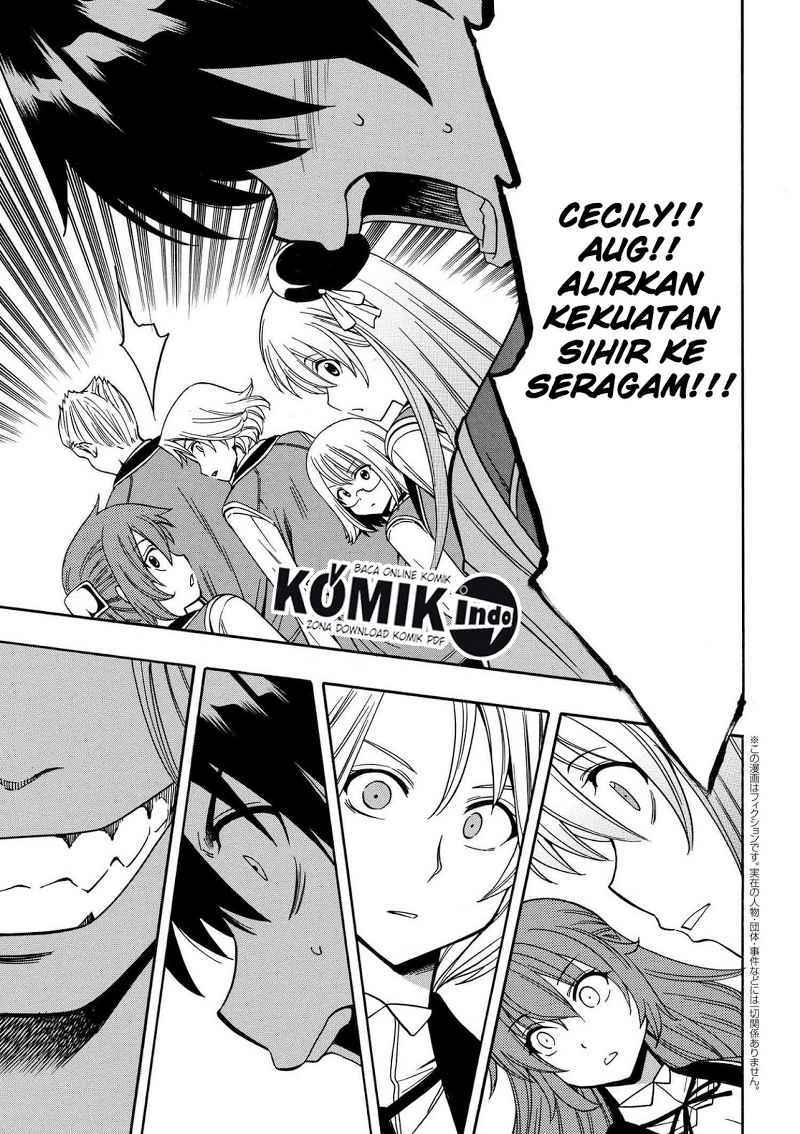 CECILY!!
AUG!!
ALIRKAN
KEKUATAN
SIHIR KE
SERAGAM!!!
BACA ONLINE KOMIK
KOMIK indo
ZONA DOWNLOAD KOMIK PDF
※この漫画はフィクションです。実在の人物・団体・事件などには一切関係ありません。